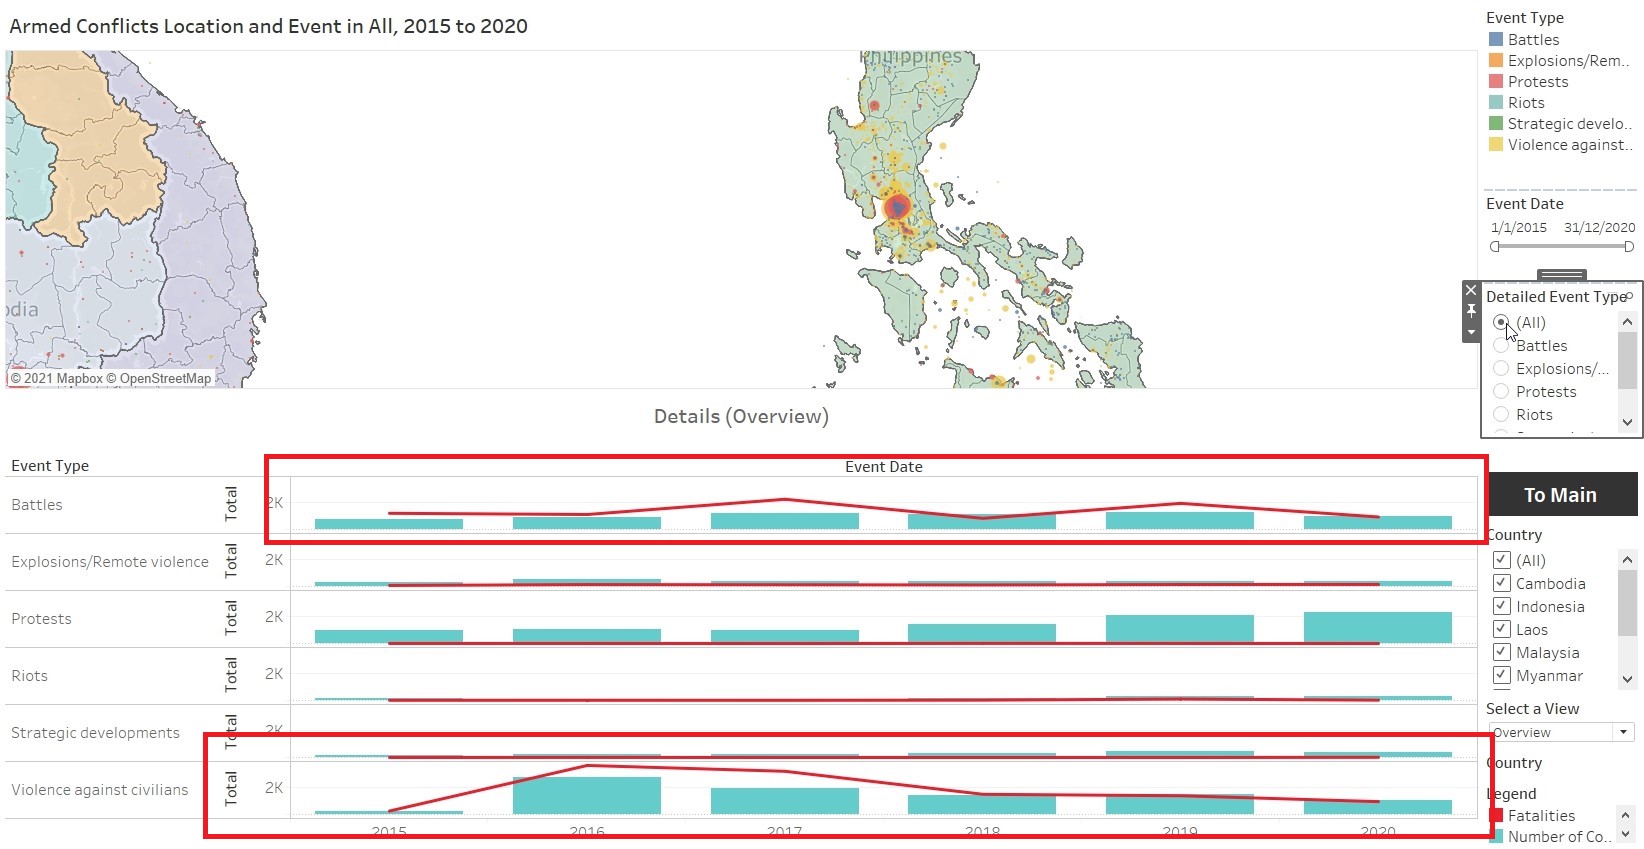 Armed Conflicts Location and Event in All, 2015 to 2020
Philippines
odia
© 2021 Mapbox © OpenStreetMap
Event Type
Battles
Explosions/Rem..
Protests
Riots
Strategic develo..
Violence against..
Event Date
1/1/2015 31/12/2020
Detailed Event Type
(All)
Battles
Explosions/...
Protests
Riots
Details (Overview)
Event Type
Event Date
Battles
Total
2K
Explosions/Remote violence
Total
2K
Protests
Total
2K
Riots
Total
2K
Strategic developments
Total
2K
Violence against civilians
Total
2K
2015 2016 2017 2018 2019 2020
To Main
Country
(All)
Cambodia
Indonesia
Laos
Malaysia
Myanmar
Select a View
Overview
Country
Legend
Fatalities
Number of Co..